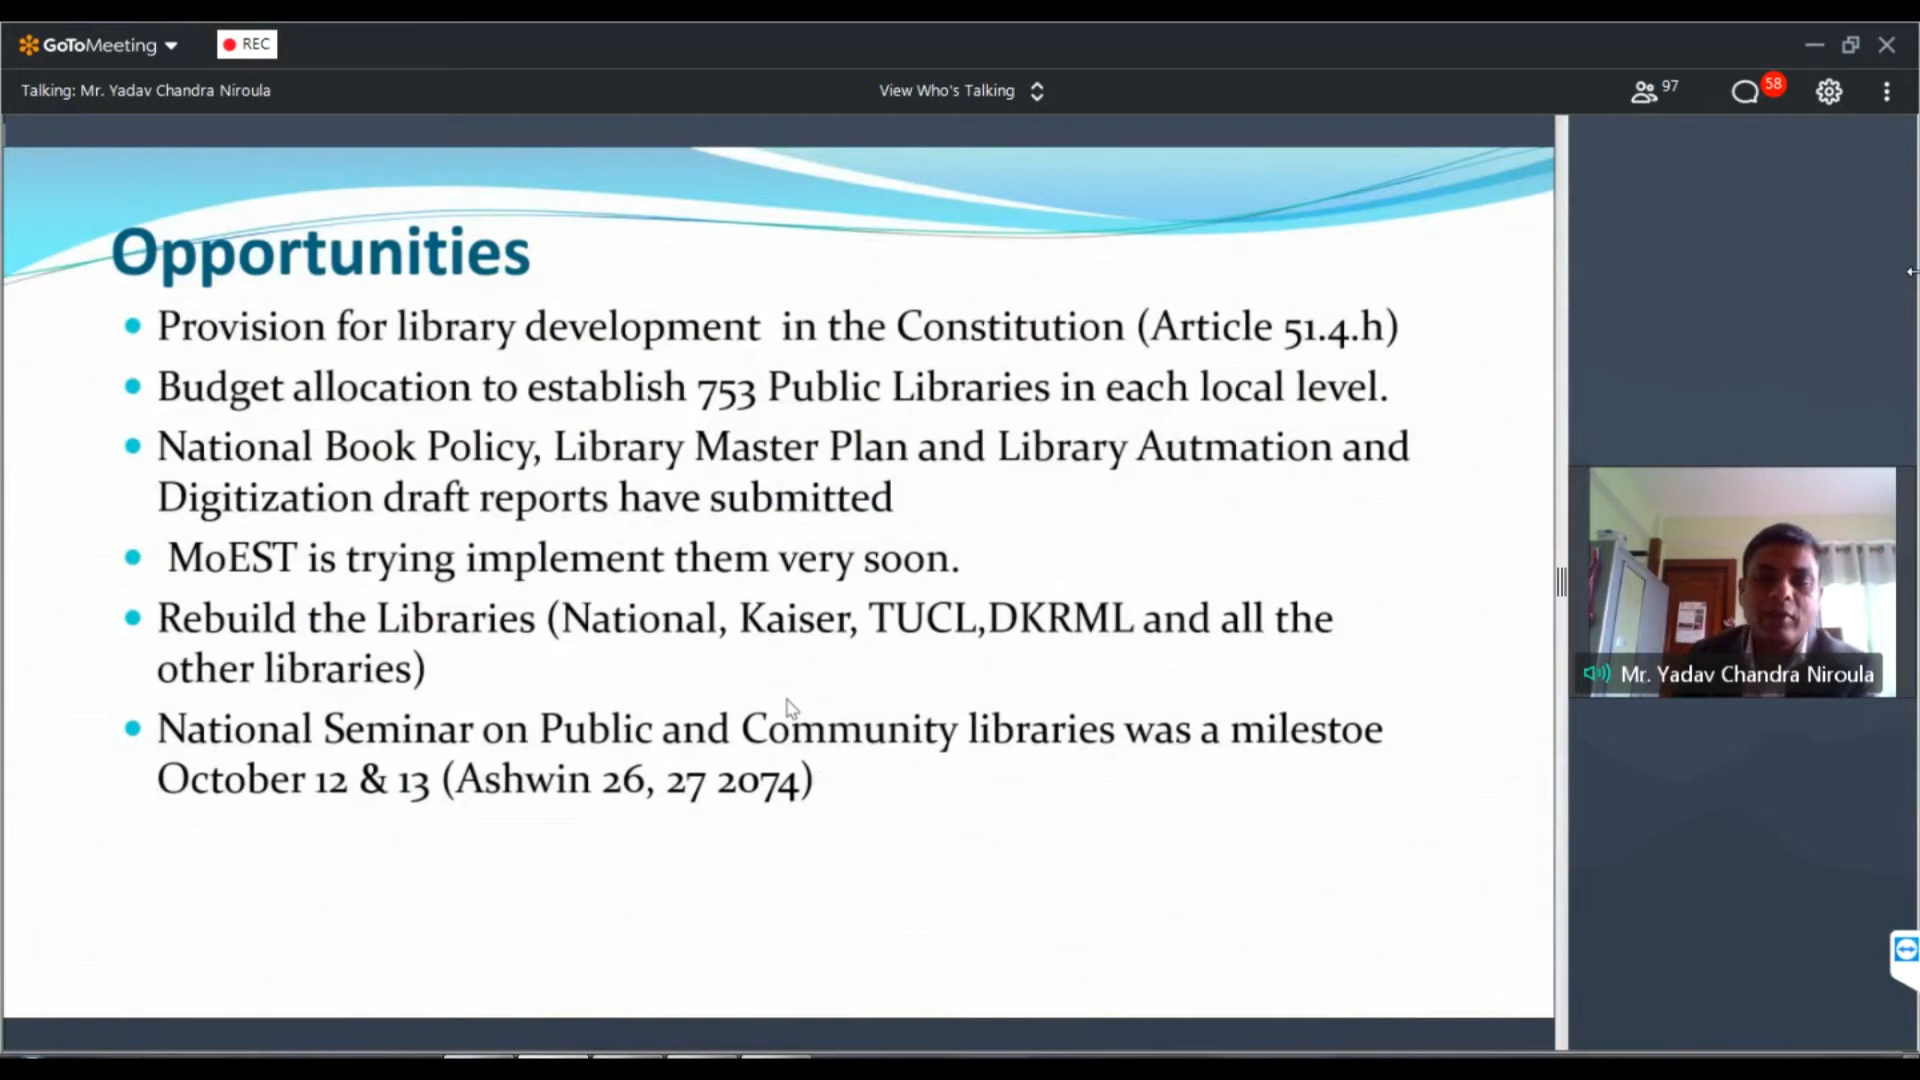 GoToMeeting
REC
Talking: Mr. Yadav Chandra Niroula
View Who's Talking
97
58
Opportunities
Provision for library development in the Constitution (Article 51.4.h)
Budget allocation to establish 753 Public Libraries in each local level.
National Book Policy, Library Master Plan and Library Autmation and
Digitization draft reports have submitted
MoEST is trying implement them very soon.
Rebuild the Libraries (National, Kaiser, TUCL,DKRML and all the
other libraries)
National Seminar on Public and Community libraries was a milestoe
October 12 & 13 (Ashwin 26, 27 2074)
Mr. Yadav Chandra Niroula